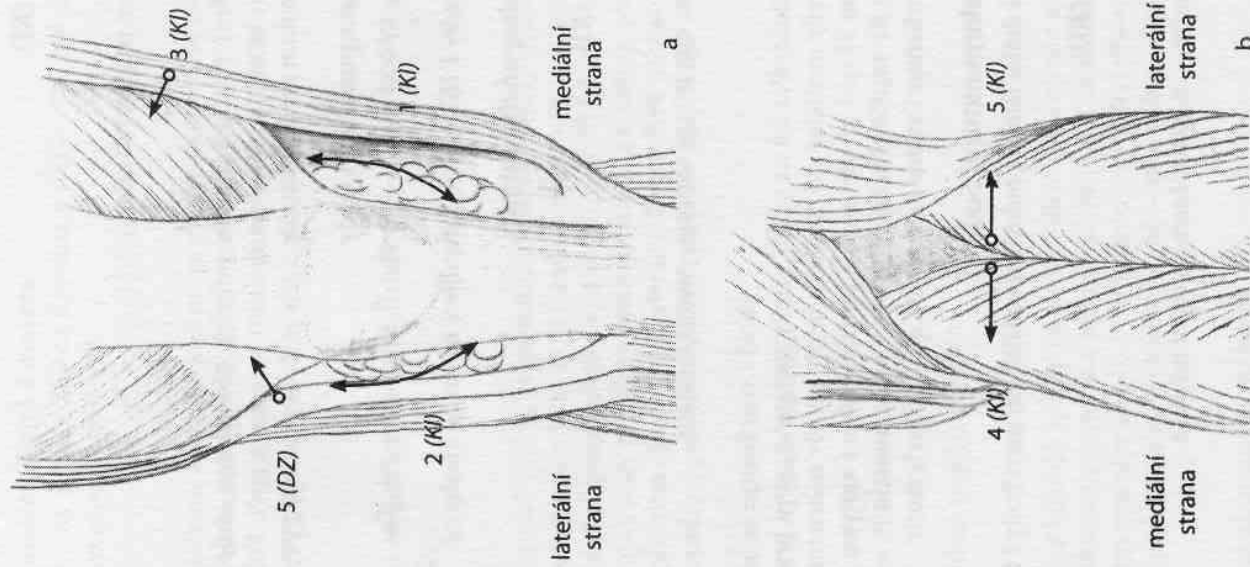 3 (KI)
1 (KI)
mediální
strana
a
5 (DZ)
2 (KI)
laterální
strana
5 (KI)
laterální
strana
b
4 (KI)
mediální
strana